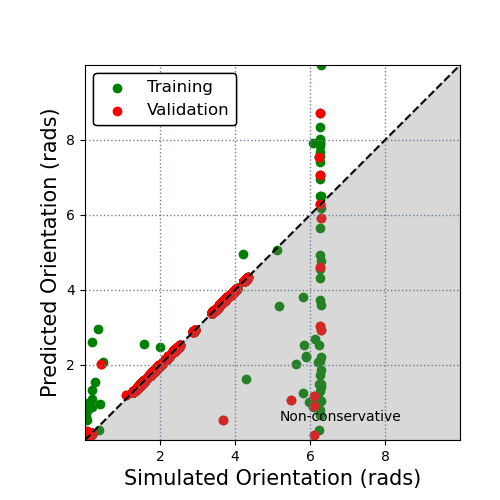 Training
Validation
8
6
4
2
Predicted Orientation (rads)
Non-conservative
2 4 6 8
Simulated Orientation (rads)